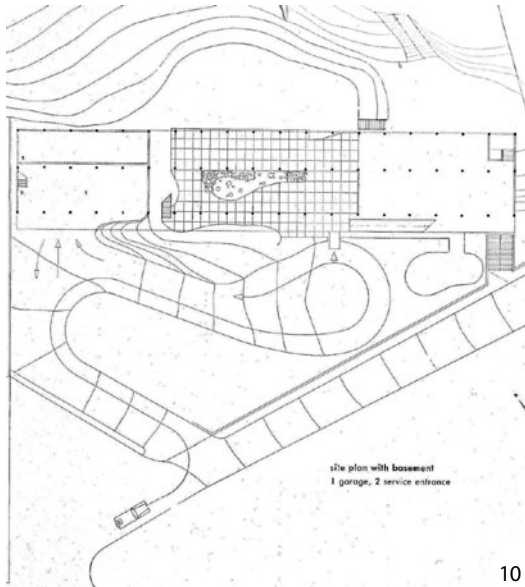 site plan with basement
1 garage, 2 service entrance
10